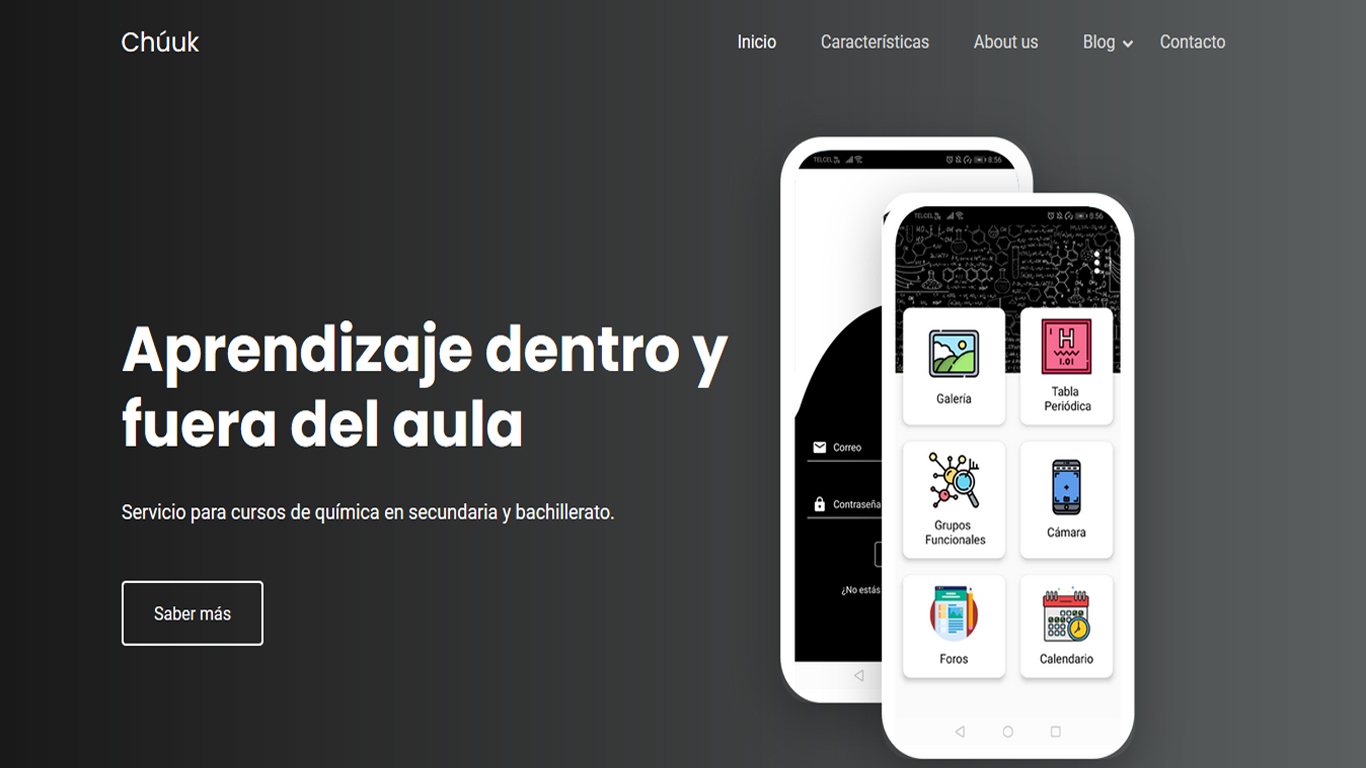 Chúuk
Inicio
Características
About us
Blog
Contacto
Aprendizaje dentro y
fuera del aula
Servicio para cursos de química en secundaria y bachillerato.
Saber más
TELCEL
8:56
Correo
Contraseña
¿No estás
TELCEL
8:56
Galería
H
1.01
Tabla
Periódica
Grupos
Funcionales
Cámara
Foros
Calendario